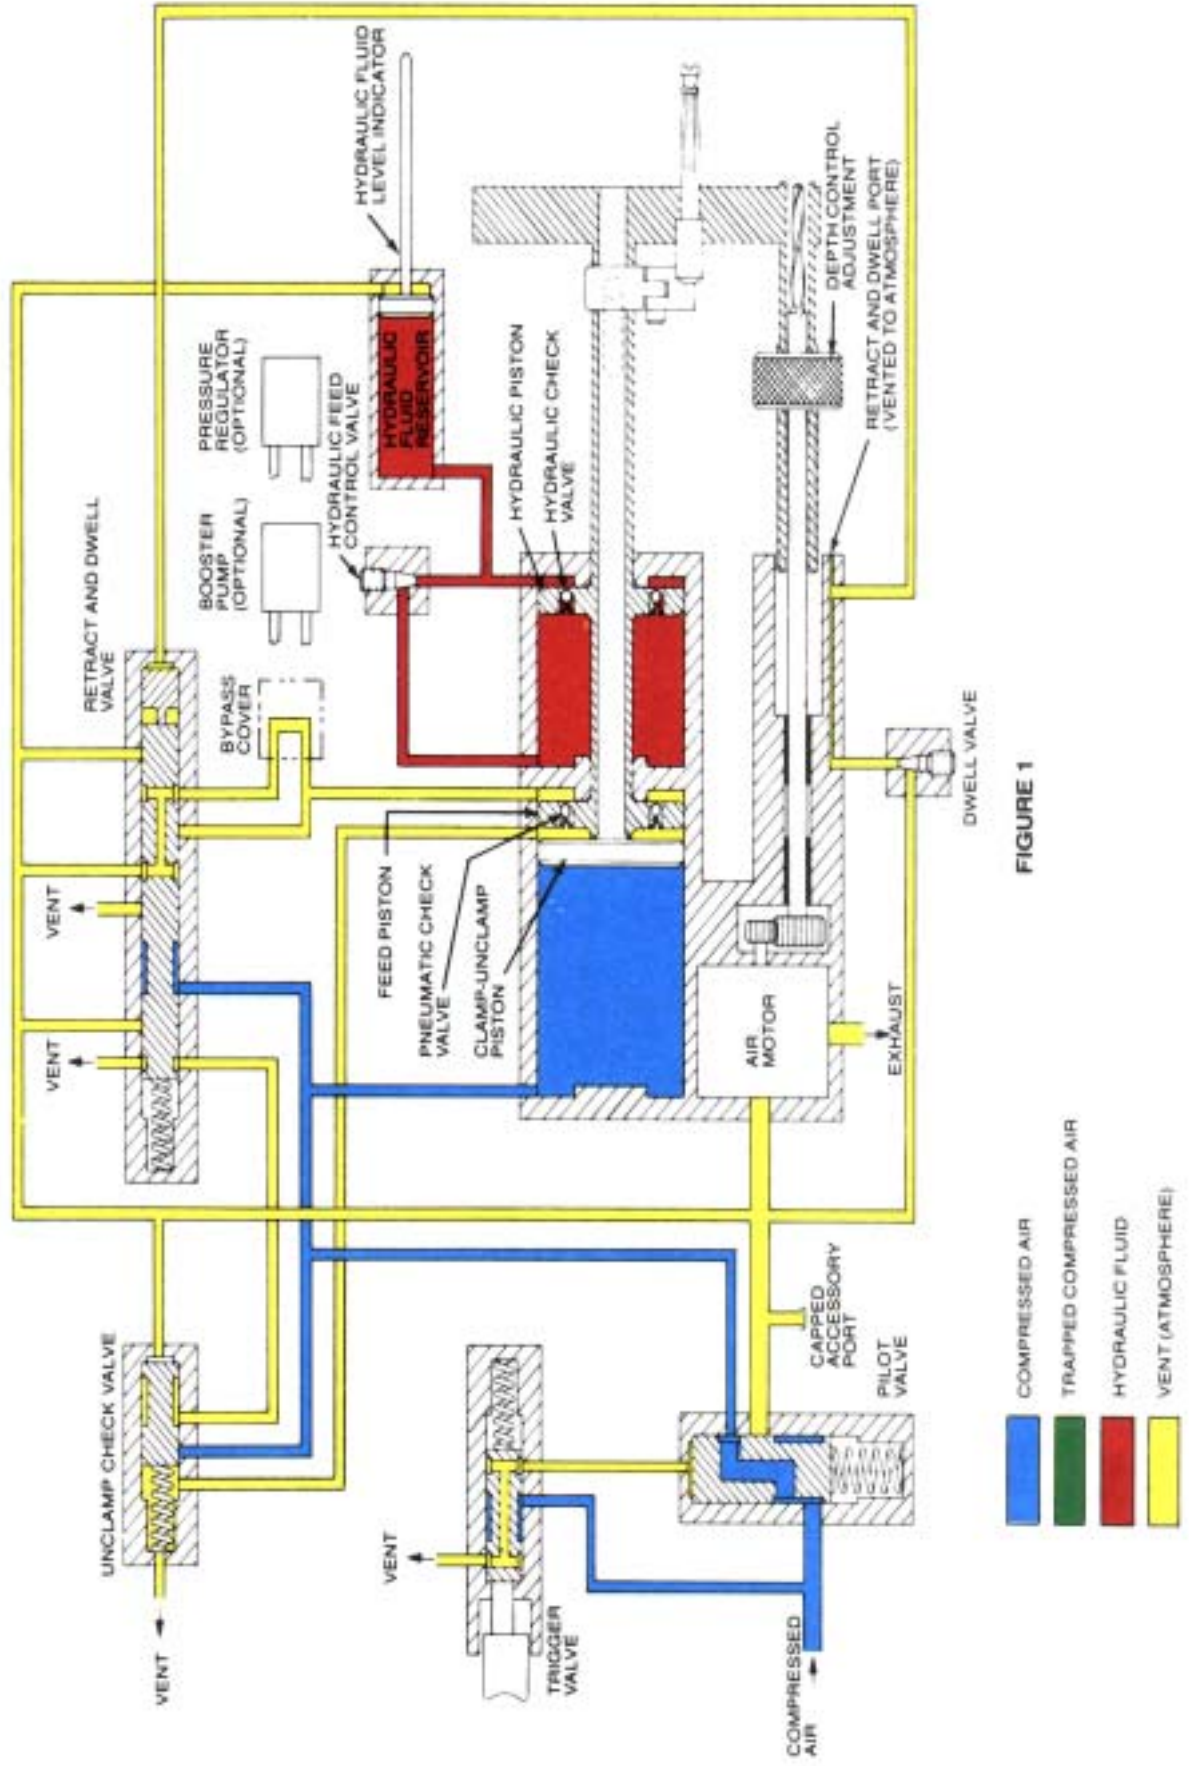 HYDRAULIC FLUID
LEVEL INDICATOR
PRESSURE
REGULATOR
(OPTIONAL)
BOOSTER
PUMP
(OPTIONAL)
HYDRAULIC FEED
CONTROL VALVE
RETRACT AND DWELL
VALVE
BYPASS
COVER
HYDRAULIC
FLUID
RESERVOIR
HYDRAULIC PISTON
HYDRAULIC CHECK
VALVE
DEPTH CONTROL
ADJUSTMENT
RETRACT AND DWELL PORT
(VENTED TO ATMOSPHERE)
VENT
VENT
FEED PISTON
PNEUMATIC CHECK
VALVE
CLAMP-UNCLAMP
PISTON
AIR
MOTOR
EXHAUST
DWELL VALVE
UNCLAMP CHECK VALVE
VENT
VENT
TRIGGER
VALVE
CAPPED
ACCESSORY
PORT
PILOT
VALVE
COMPRESSED
AIR
FIGURE 1
COMPRESSED AIR
TRAPPED COMPRESSED AIR
HYDRAULIC FLUID
VENT (ATMOSPHERE)